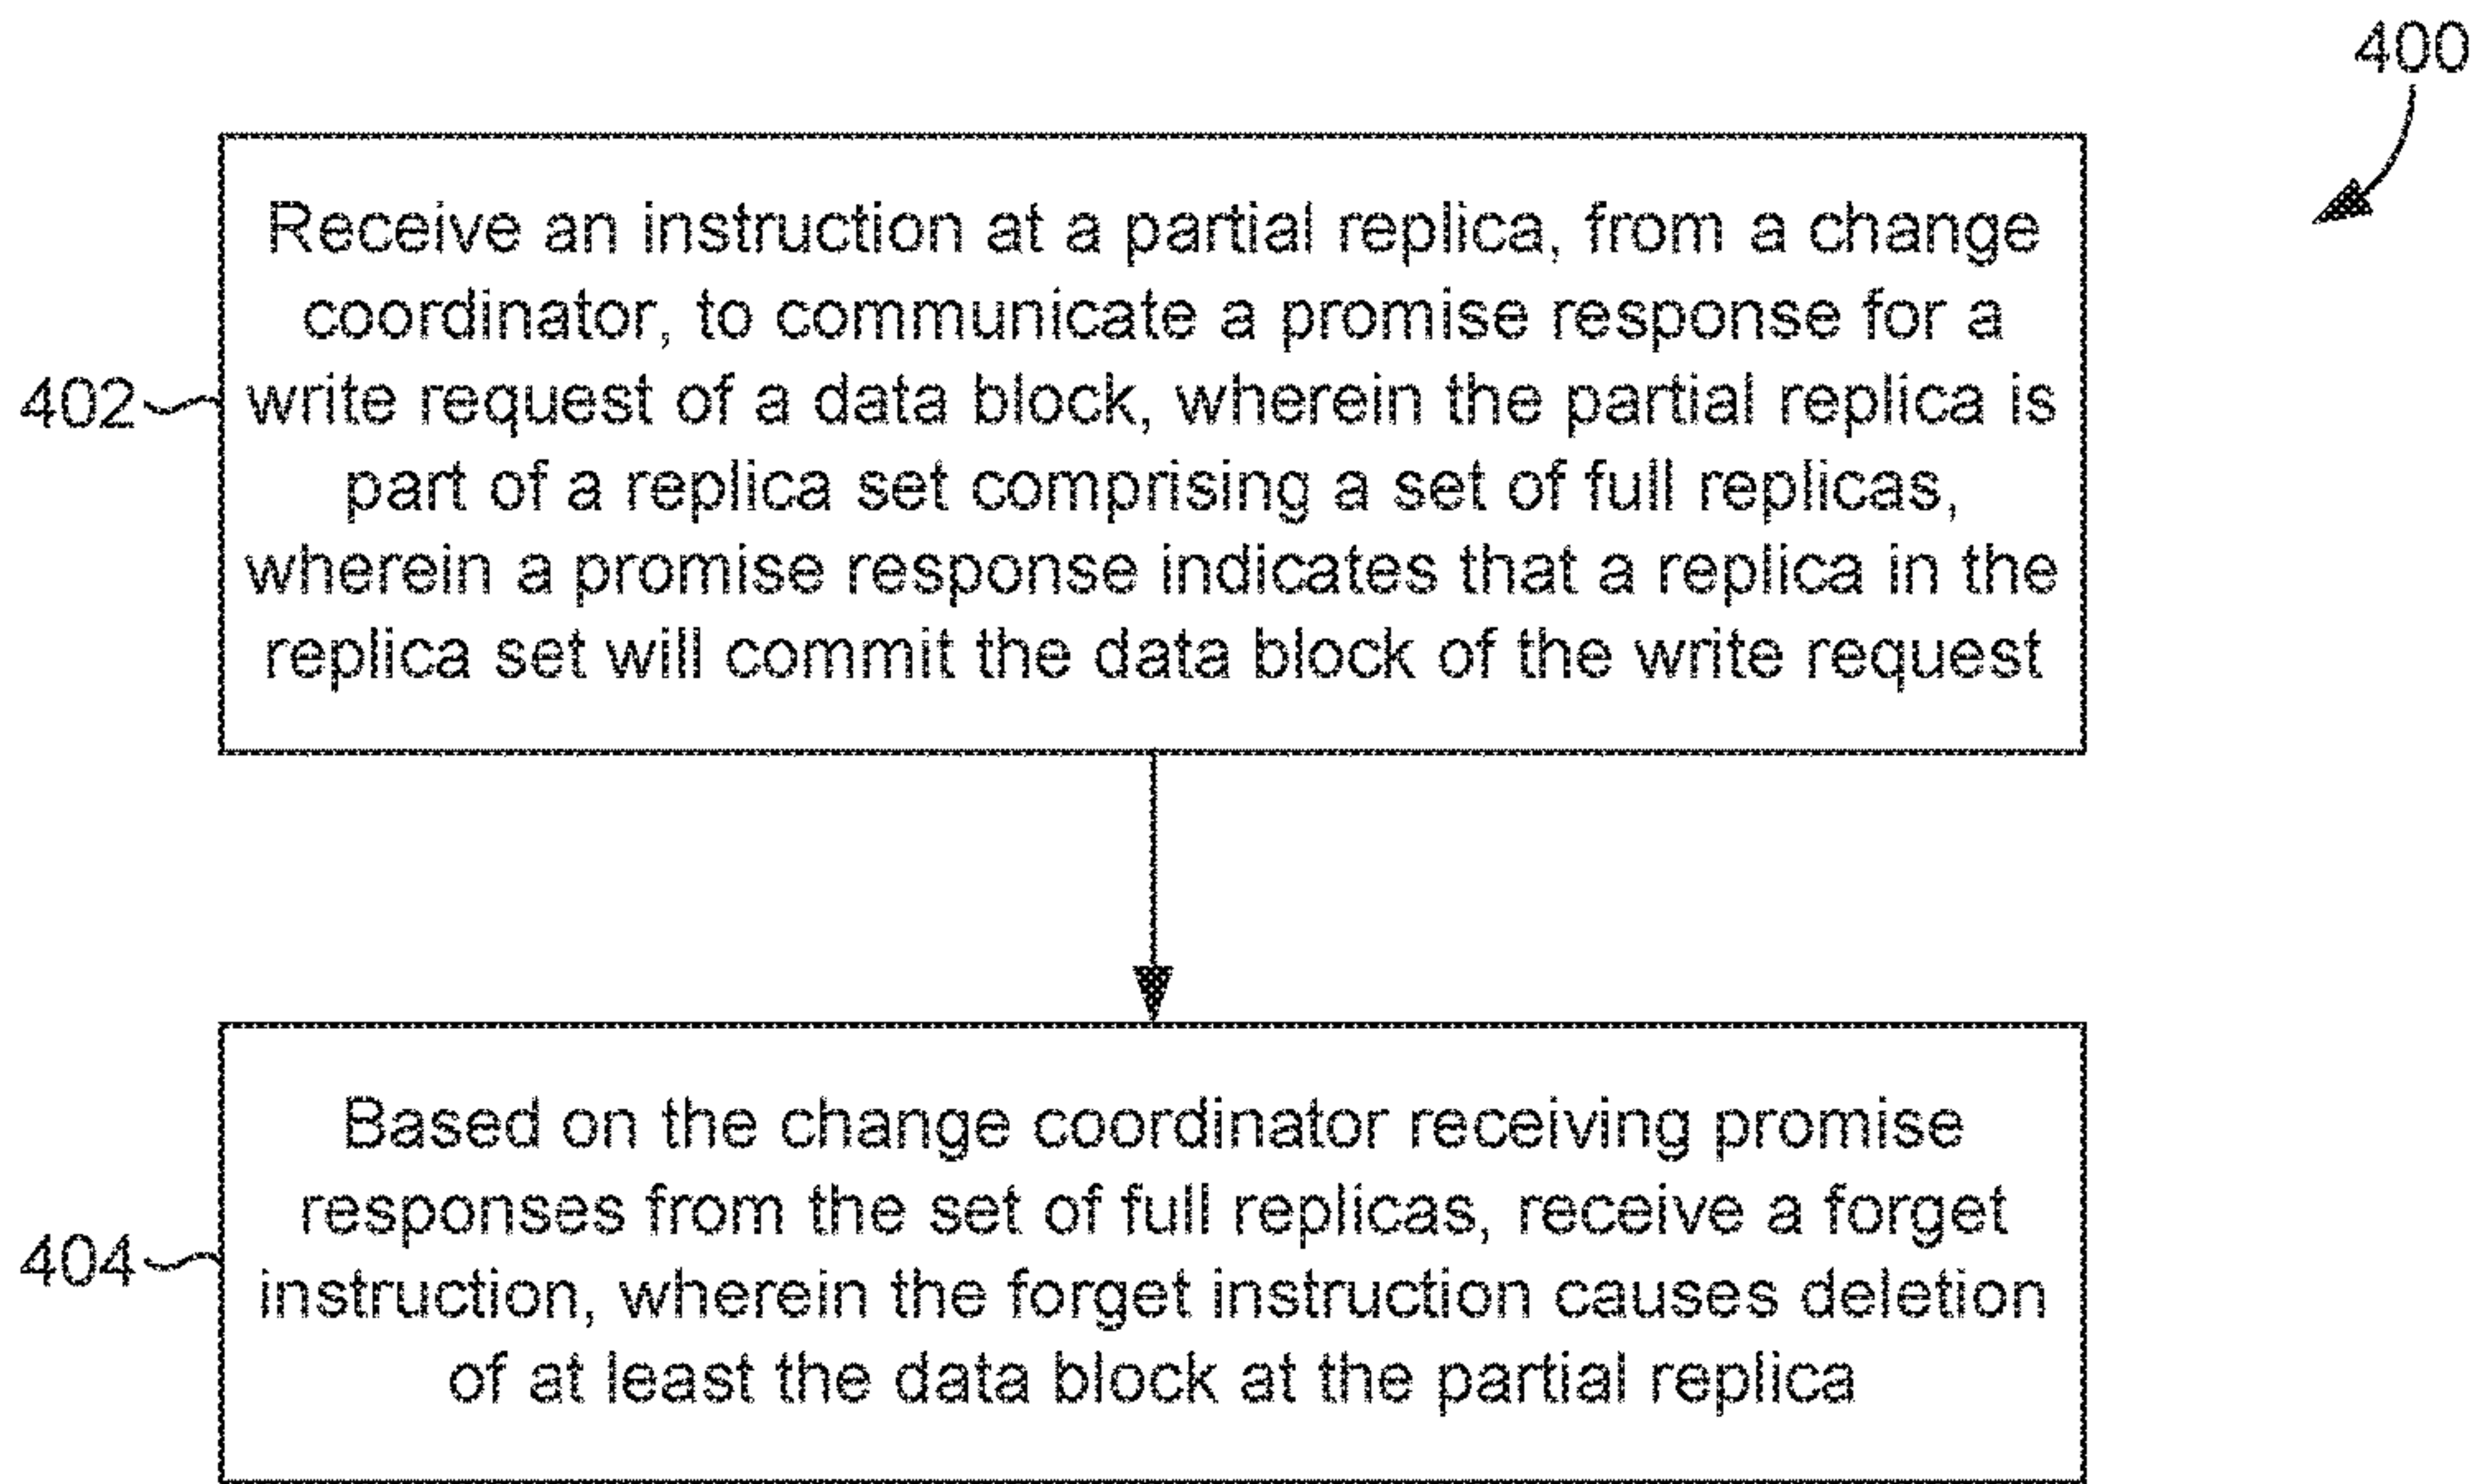 400
Receive an instruction at a partial replica, from a change
coordinator, to communicate a promise response for a
402
write request of a data block, wherein the partial replica is
part of a replica set comprising a set of full replicas,
wherein a promise response indicates that a replica in the
replica set will commit the data block of the write request
Based on the change coordinator receiving promise
responses from the set of full replicas, receive a forget
404
instruction, wherein the forget instruction causes deletion
of at least the data block at the partial replica